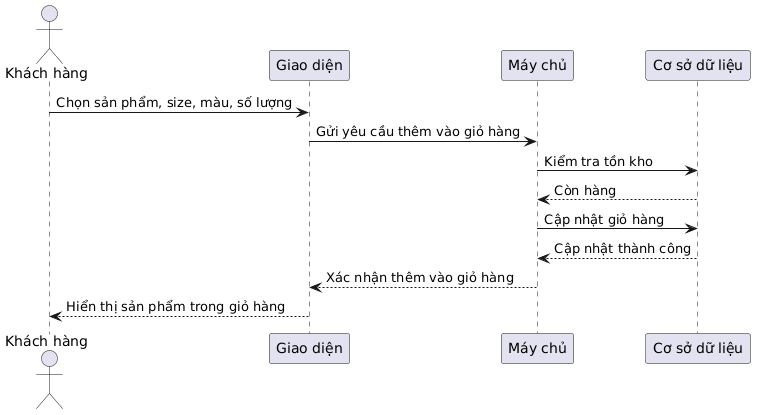 Khách hàng
Giao diện
Máy chủ
Cơ sở dữ liệu
Chọn sản phẩm, size, màu, số lượng
Gửi yêu cầu thêm vào giỏ hàng
Kiểm tra tồn kho
Còn hàng
Cập nhật giỏ hàng
Cập nhật thành công
Xác nhận thêm vào giỏ hàng
Hiển thị sản phẩm trong giỏ hàng
Khách hàng
Giao diện
Máy chủ
Cơ sở dữ liệu